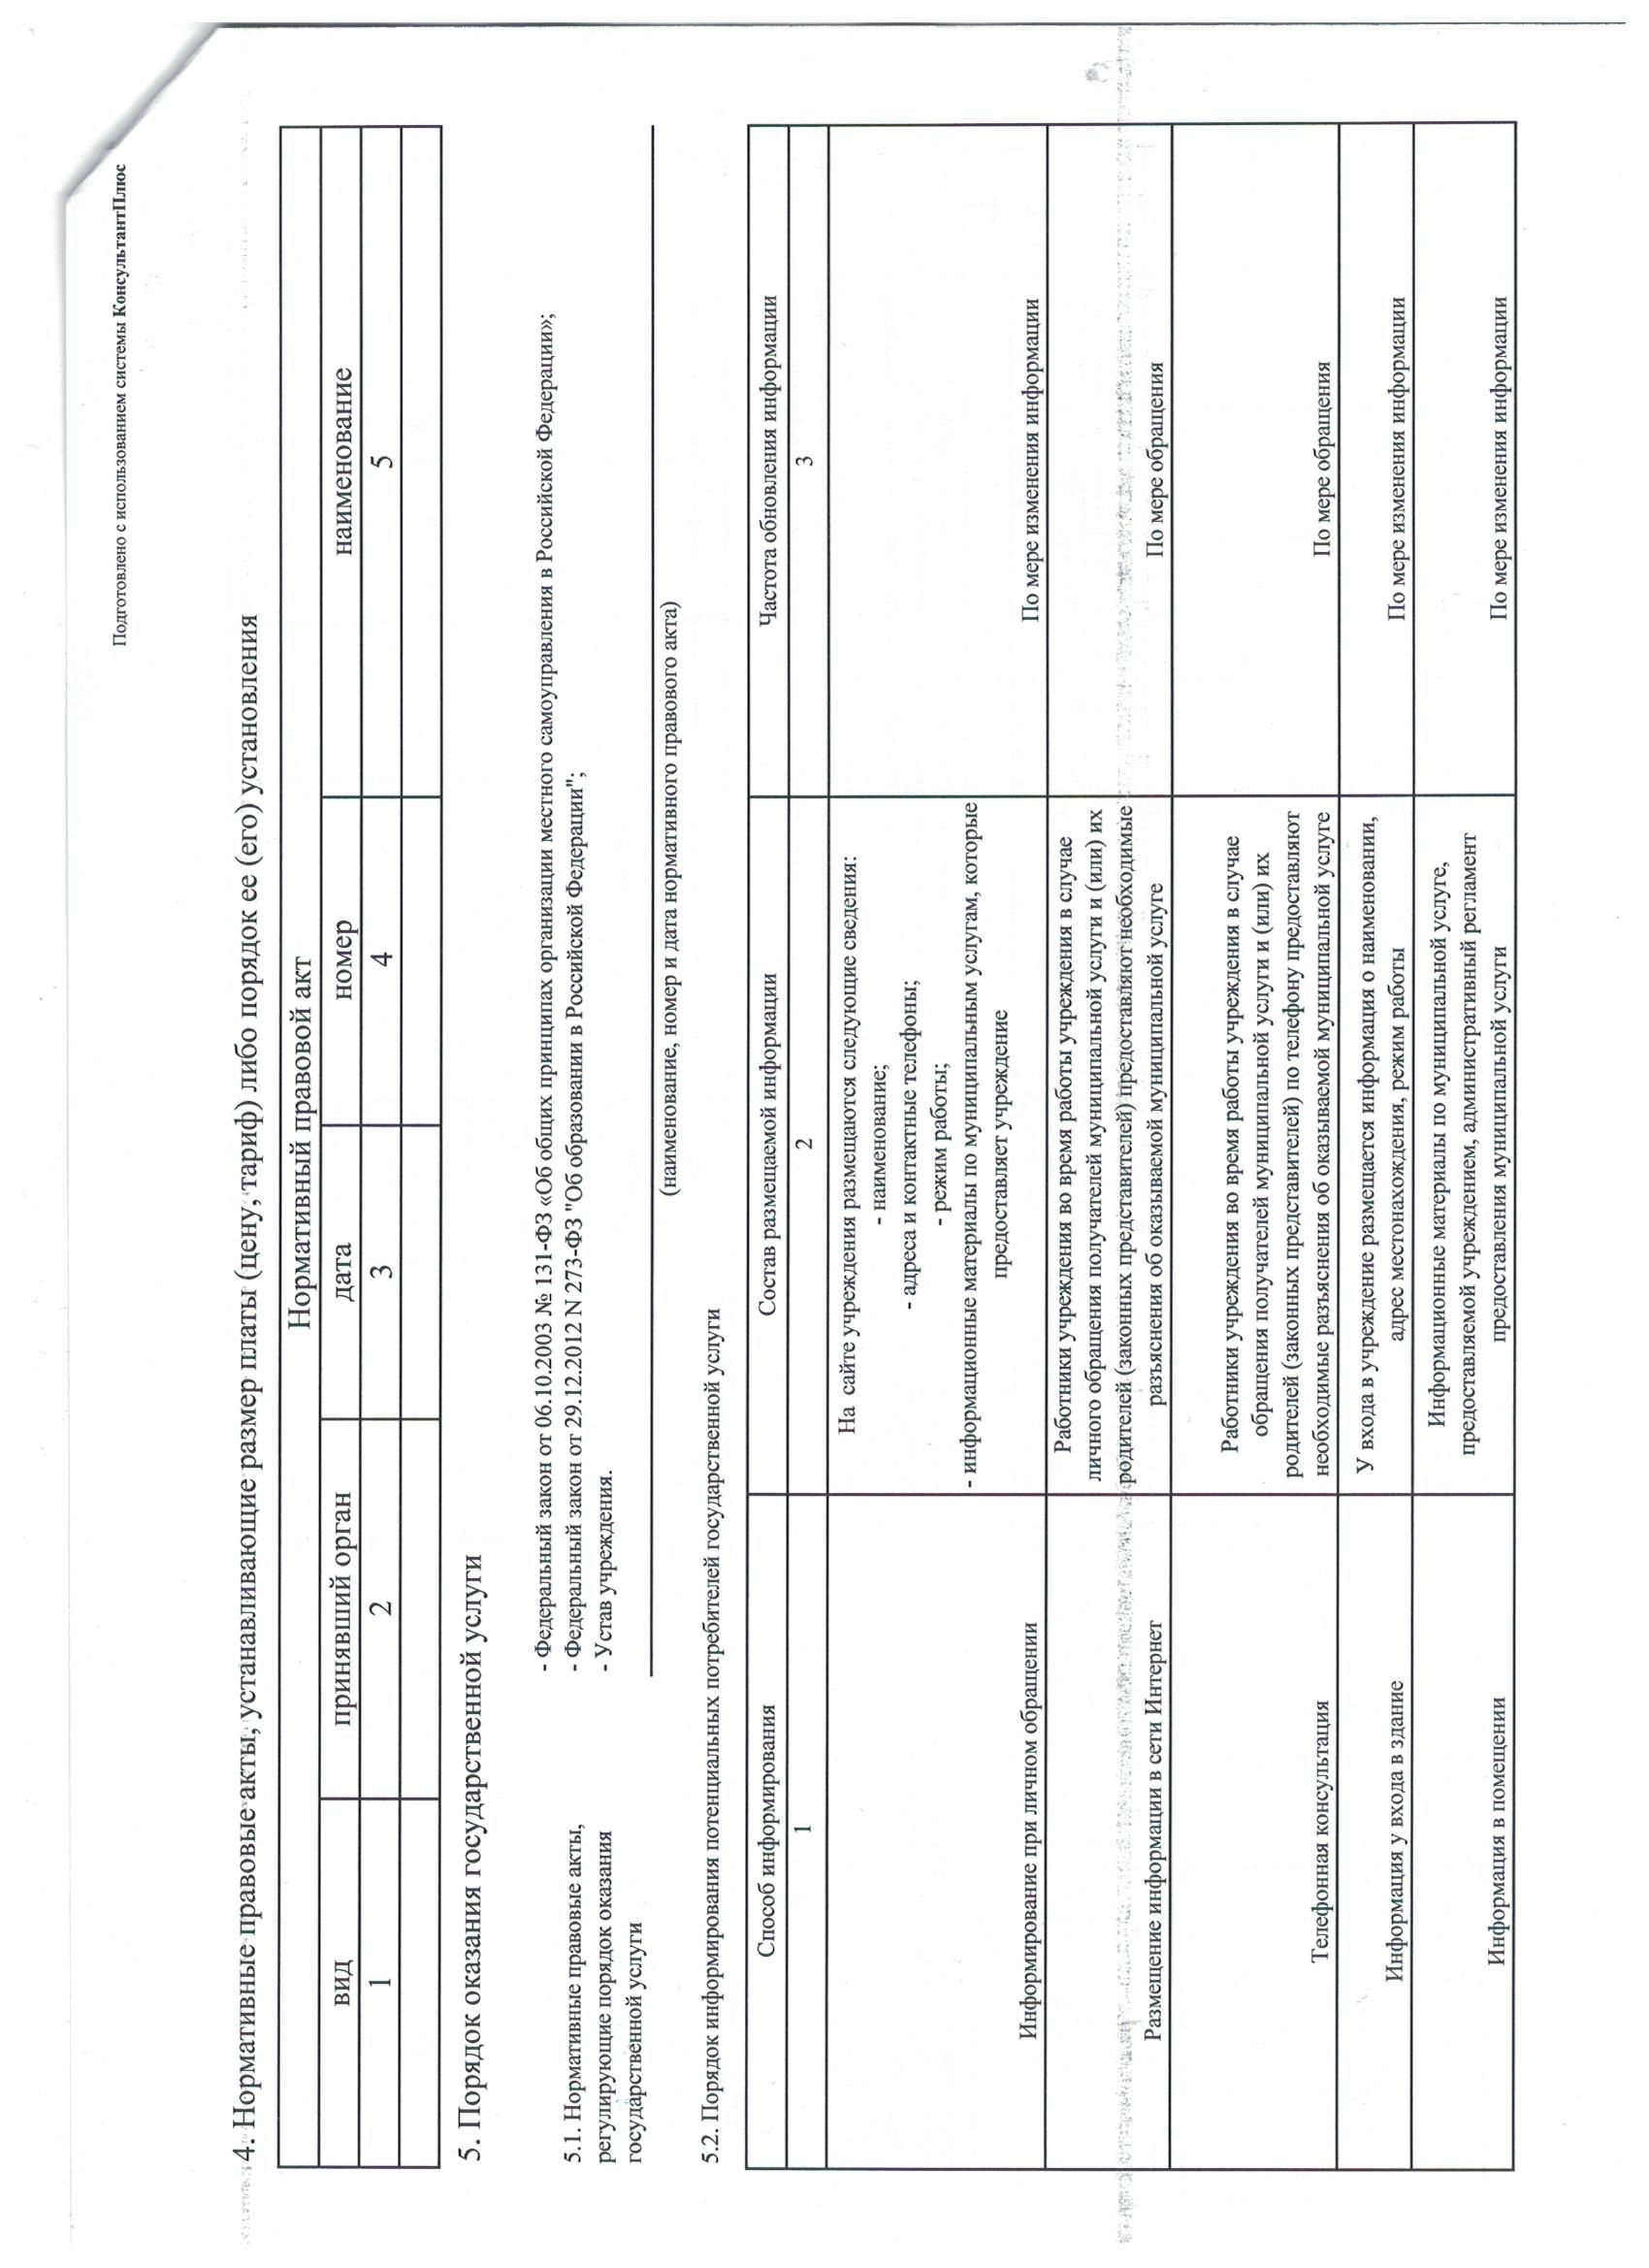 Подготовлено с использованием системы КонсультантПлюс
4. Нормативные правовые акты, устанавливающие размер платы (цену, тариф) либо порядок ее (его) установления
Нормативный правовой акт
вид принявший орган дата номер наименование
1 2 3 4 5
5. Порядок оказания государственной услуги
5.1. Нормативные правовые акты,
регулирующие порядок оказания
государственной услуги
- Федеральный закон от 06.10.2003 № 131-ФЗ «Об общих принципах организации местного самоуправления в Российской Федерации»;
- Федеральный закон от 29.12.2012 N 273-ФЗ "Об образовании в Российской Федерации";
- Устав учреждения.
(наименование, номер и дата нормативного правового акта)
5.2. Порядок информирования потенциальных потребителей государственной услуги
Способ информирования Состав размещаемой информации Частота обновления информации
1 2 3
На сайте учреждения размещаются следующие сведения:
- наименование;
- адреса и контактные телефоны;
- режим работы;
- информационные материалы по муниципальным услугам, которые
предоставляет учреждение
Информирование при личном обращении
По мере изменения информации
Работники учреждения во время работы учреждения в случае
личного обращения получателей муниципальной услуги и (или) их
родителей (законных представителей) предоставляют необходимые
разъяснения об оказываемой муниципальной услуге
Размещение информации в сети Интернет
По мере обращения
Работники учреждения во время работы учреждения в случае
обращения получателей муниципальной услуги и (или) их
родителей (законных представителей) по телефону предоставляют
необходимые разъяснения об оказываемой муниципальной услуге
Телефонная консультация
По мере обращения
У входа в учреждение размещается информация о наименовании,
адрес местонахождения, режим работы
Информация у входа в здание
По мере изменения информации
Информационные материалы по муниципальной услуге,
предоставляемой учреждением, административный регламент
предоставления муниципальной услуги
Информация в помещении
По мере изменения информации